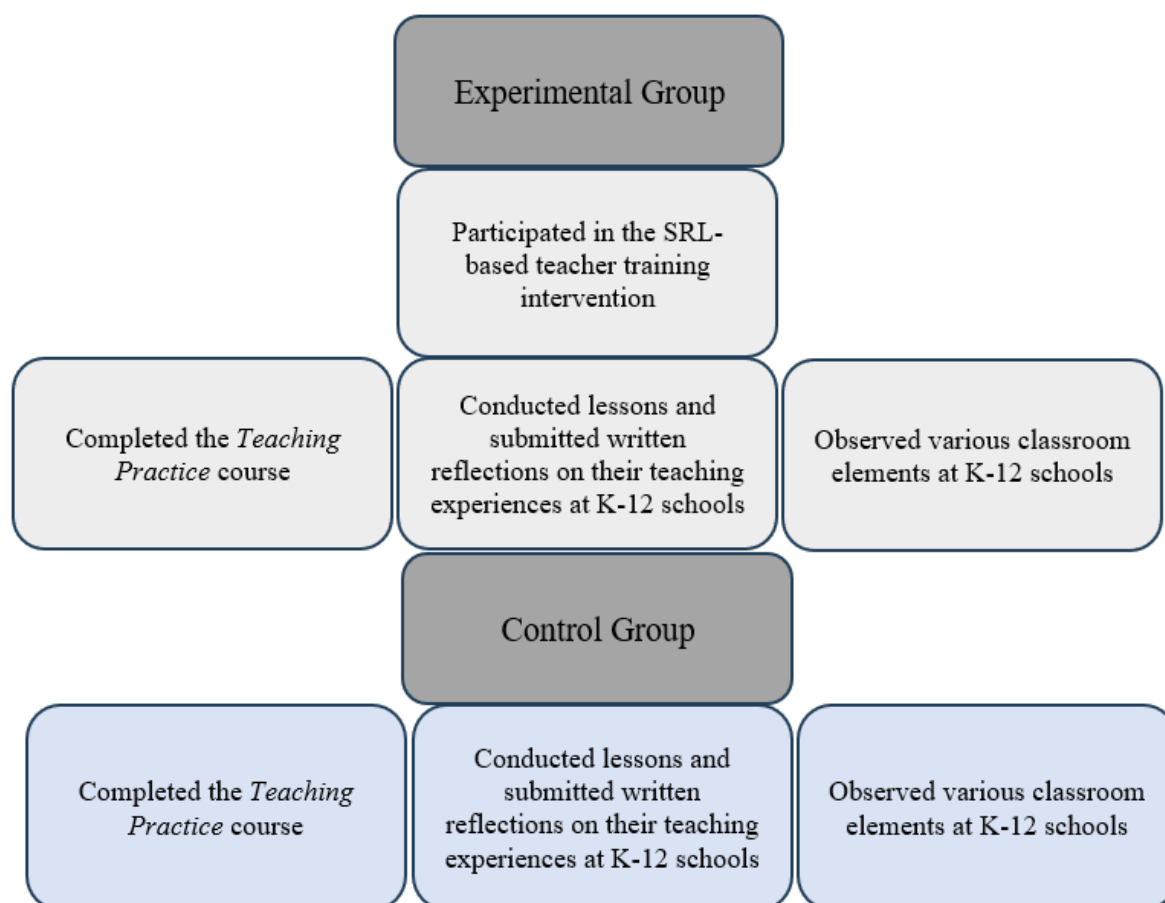 Experimental Group
Participated in the SRL-
based teacher training
intervention
Completed the Teaching
Practice course
Conducted lessons and
submitted written
reflections on their teaching
experiences at K-12 schools
Observed various classroom
elements at K-12 schools
Control Group
Completed the Teaching
Practice course
Conducted lessons and
submitted written
reflections on their teaching
experiences at K-12 schools
Observed various classroom
elements at K-12 schools